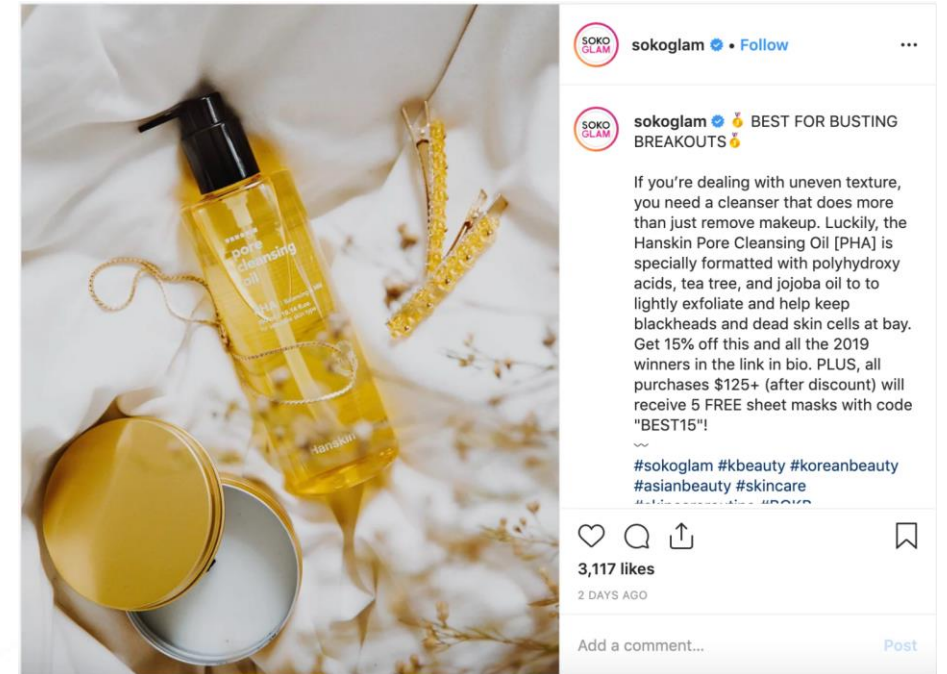 pore
cleansing
oil
PHA
Hanskin
SOKO
GLAM
sokoglam • Follow
SOKO
GLAM
sokoglam 🥇 BEST FOR BUSTING
BREAKOUTS🥇
If you’re dealing with uneven texture,
you need a cleanser that does more
than just remove makeup. Luckily, the
Hanskin Pore Cleansing Oil [PHA] is
specially formatted with polyhydroxy
acids, tea tree, and jojoba oil to to
lightly exfoliate and help keep
blackheads and dead skin cells at bay.
Get 15% off this and all the 2019
winners in the link in bio. PLUS, all
purchases $125+ (after discount) will
receive 5 FREE sheet masks with code
"BEST15"!
#sokoglam #kbeauty #koreanbeauty
#asianbeauty #skincare
3,117 likes
2 DAYS AGO
Add a comment...
Post